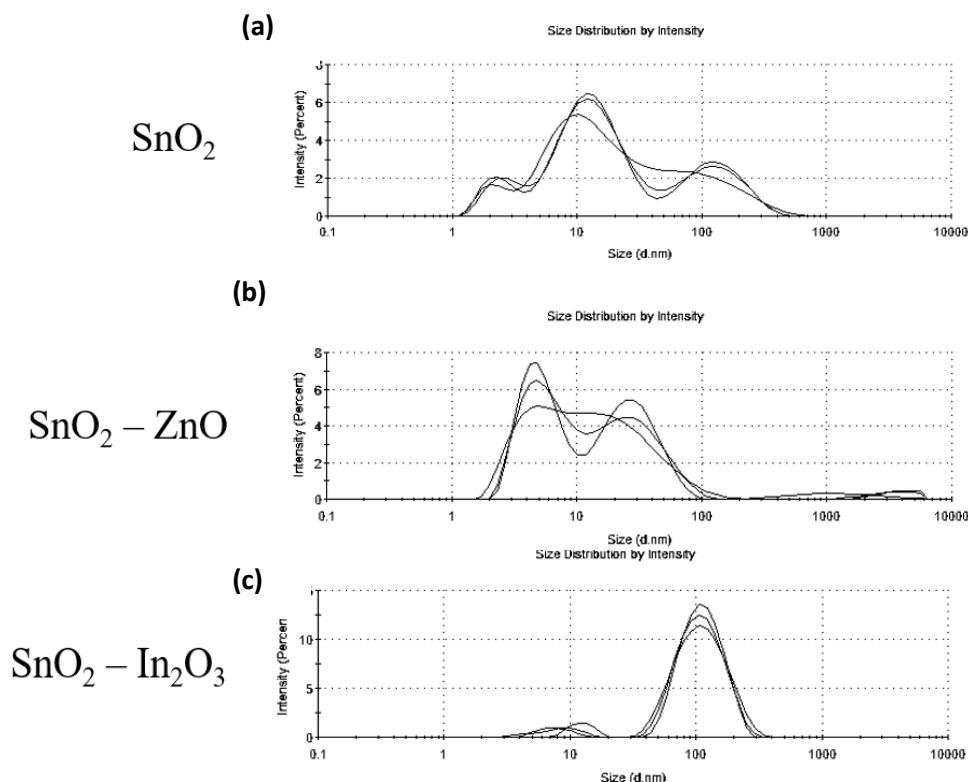 (a)
Size Distribution by Intensity
SnO₂
Intensity (Percent)
6
4
2
0
0.1 1 10 100 1000 10000
Size (d.nm)
(b)
Size Distribution by Intensity
SnO₂ – ZnO
Intensity (Percent)
8
6
4
2
0
0.1 1 10 100 1000 10000
Size (d.nm)
Size Distribution by Intensity
(c)
SnO₂ – In₂O₃
Intensity (Percen
10
5
0
0.1 1 10 100 1000 10000
Size (d.nm)